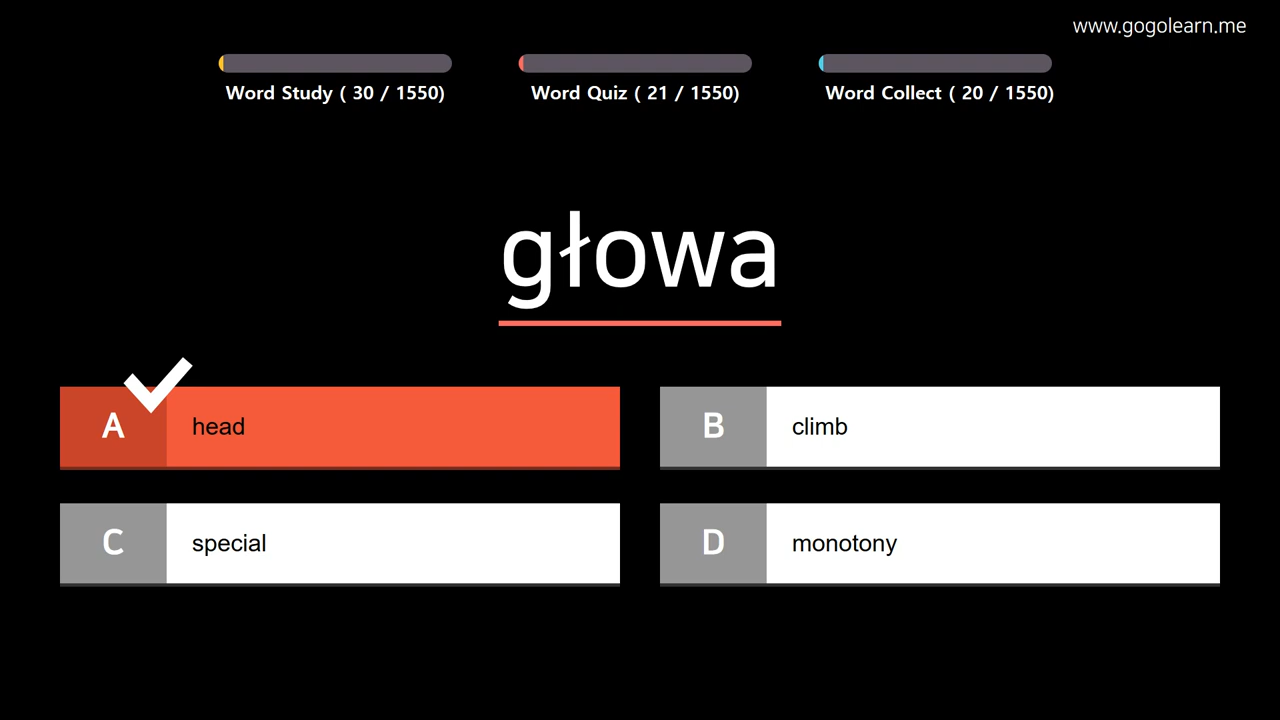 www.gogolearn.me
Word Study ( 30 / 1550)
Word Quiz ( 21 / 1550)
Word Collect ( 20 / 1550)
głowa
A head
B climb
C special
D monotony